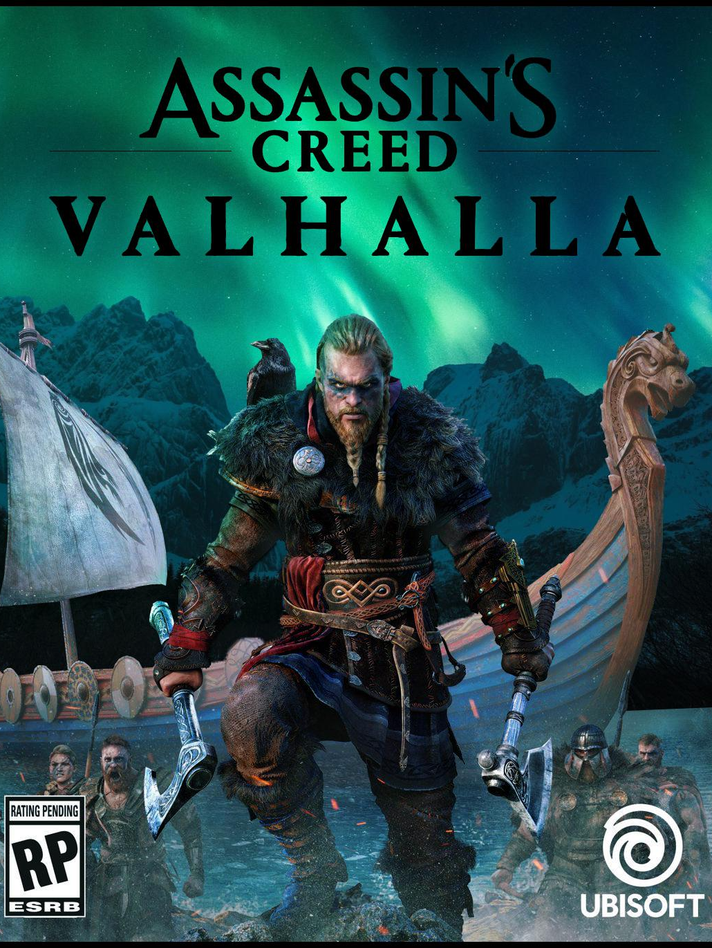 ASSASSIN'S
CREED
VALHALLA
RATING PENDING
RP
ESRB
UBISOFT